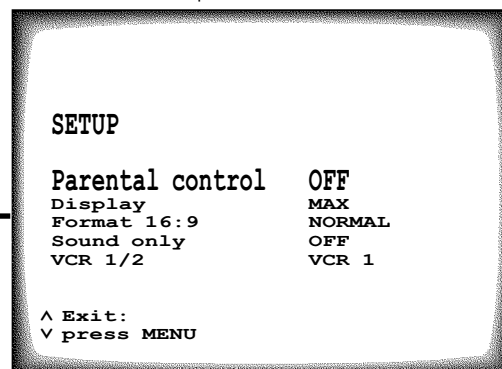 SETUP
Parental control OFF
Display MAX
Format 16:9 NORMAL
Sound only OFF
VCR 1/2 VCR 1
∧ Exit:
∨ press MENU